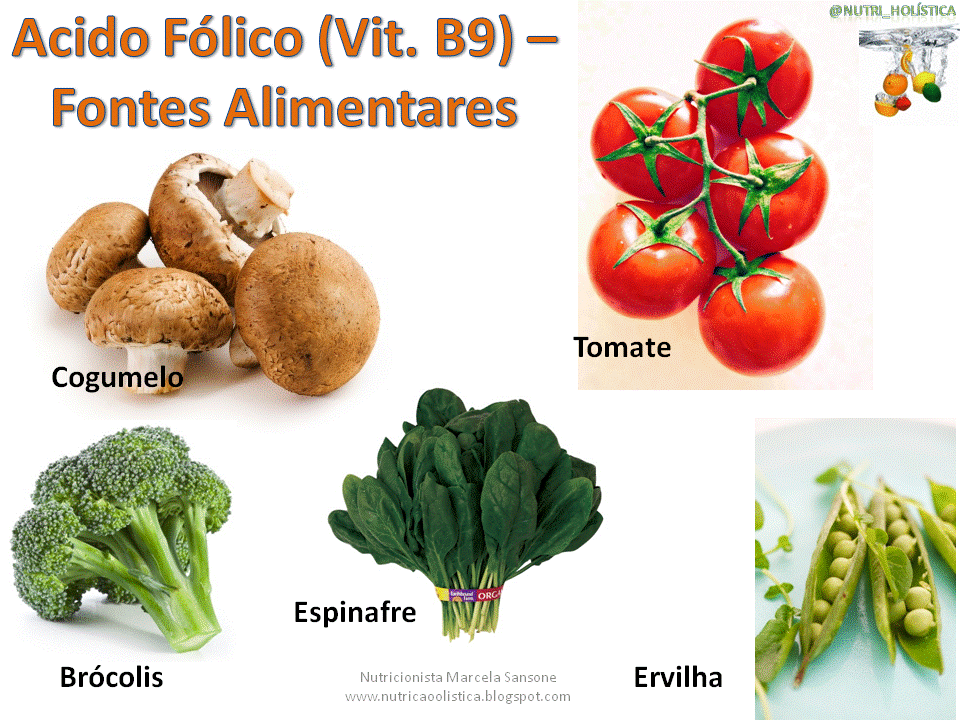 Acido Fólico (Vit. B9) –
Fontes Alimentares
@NUTRI_HOLÍSTICA
Tomate
Cogumelo
Espinafre
ORGA
Brócolis
Ervilha
Nutricionista Marcela Sansone
www.nutricaoolistica.blogspot.com